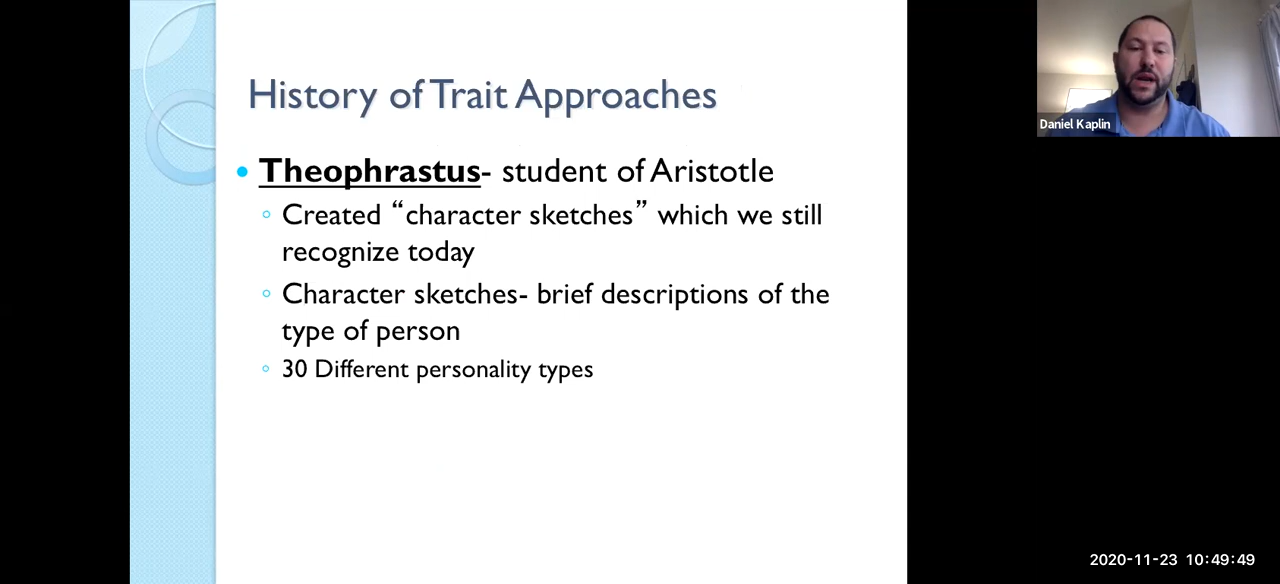 History of Trait Approaches
Theophrastus- student of Aristotle
Created “character sketches” which we still
recognize today
Character sketches- brief descriptions of the
type of person
30 Different personality types
Daniel Kaplin
2020-11-23 10:49:49